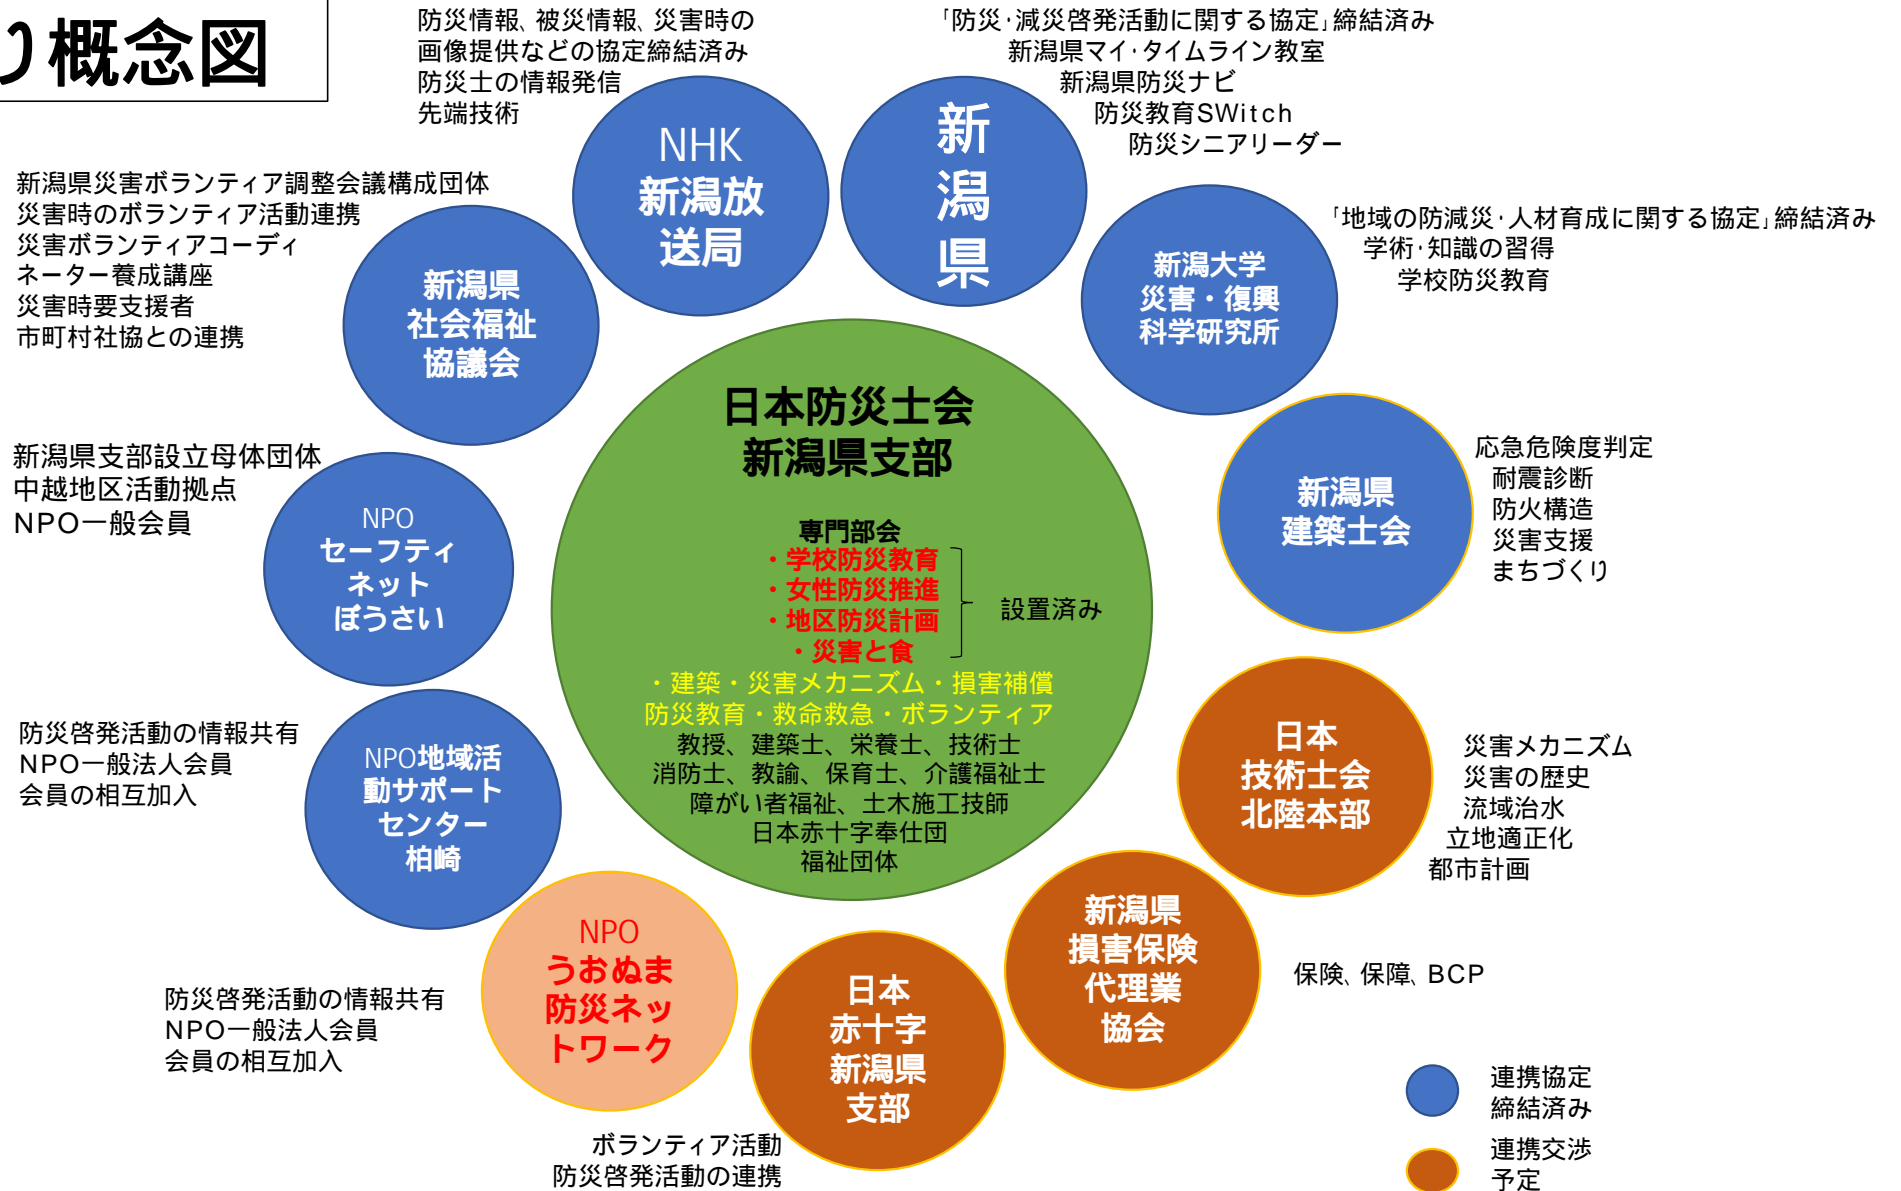 り概念図
防災情報、被災情報、災害時の
画像提供などの協定締結済み
防災士の情報発信
先端技術
「防災・減災啓発活動に関する協定」締結済み
新潟県マイ・タイムライン教室
新潟県防災ナビ
防災教育SWitch
防災シニアリーダー
NHK
新潟放
送局
新
潟
県
新潟県災害ボランティア調整会議構成団体
災害時のボランティア活動連携
災害ボランティアコーディ
ネーター養成講座
災害時要支援者
市町村社協との連携
新潟県
社会福祉
協議会
「地域の防減災・人材育成に関する協定」締結済み
学術・知識の習得
学校防災教育
新潟大学
災害・復興
科学研究所
日本防災士会
新潟県支部
専門部会
・学校防災教育
・女性防災推進
・地区防災計画
・災害と食
設置済み
・建築・災害メカニズム・損害補償
防災教育・救命救急・ボランティア
教授、建築士、栄養士、技術士
消防士、教諭、保育士、介護福祉士
障がい者福祉、土木施工技師
日本赤十字奉仕団
福祉団体
新潟県支部設立母体団体
中越地区活動拠点
NPO一般会員
NPO
セーフティ
ネット
ぼうさい
新潟県
建築士会
応急危険度判定
耐震診断
防火構造
災害支援
まちづくり
防災啓発活動の情報共有
NPO一般法人会員
会員の相互加入
NPO地域活
動サポート
センター
柏崎
日本
技術士会
北陸本部
災害メカニズム
災害の歴史
流域治水
立地適正化
都市計画
防災啓発活動の情報共有
NPO一般法人会員
会員の相互加入
NPO
うおぬま
防災ネッ
トワーク
日本
赤十字
新潟県
支部
ボランティア活動
防災啓発活動の連携
新潟県
損害保険
代理業
協会
保険、保障、BCP
連携協定
締結済み
連携交渉
予定